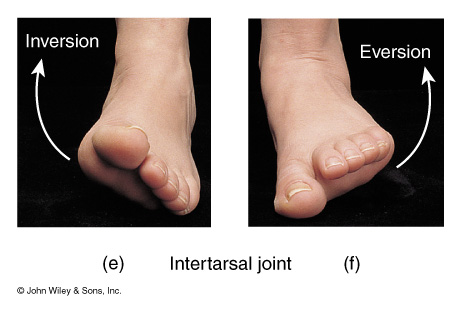 Inversion
Eversion
(e) Intertarsal joint (f)
© John Wiley & Sons, Inc.